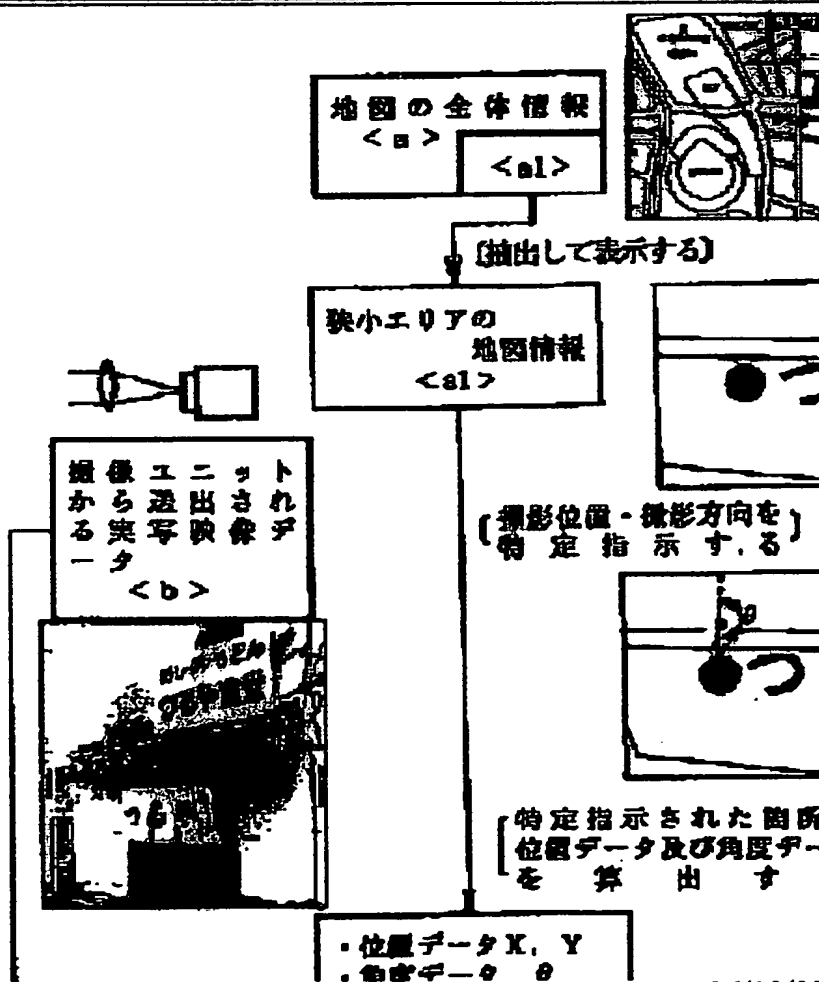 地図の全体情報
<a>
<a1>
〔抽出して表示する〕
狭小エリアの
地図情報
<a1>
撮像ユニット
から送出され
る実写映像デ
ータ
<b>
〔撮影位置・撮影方向を〕
特定指示する
θ
つ
特定指示された箇所
位置データ及び角度デー
を算出す
・位置データX, Y
・角度データ θ